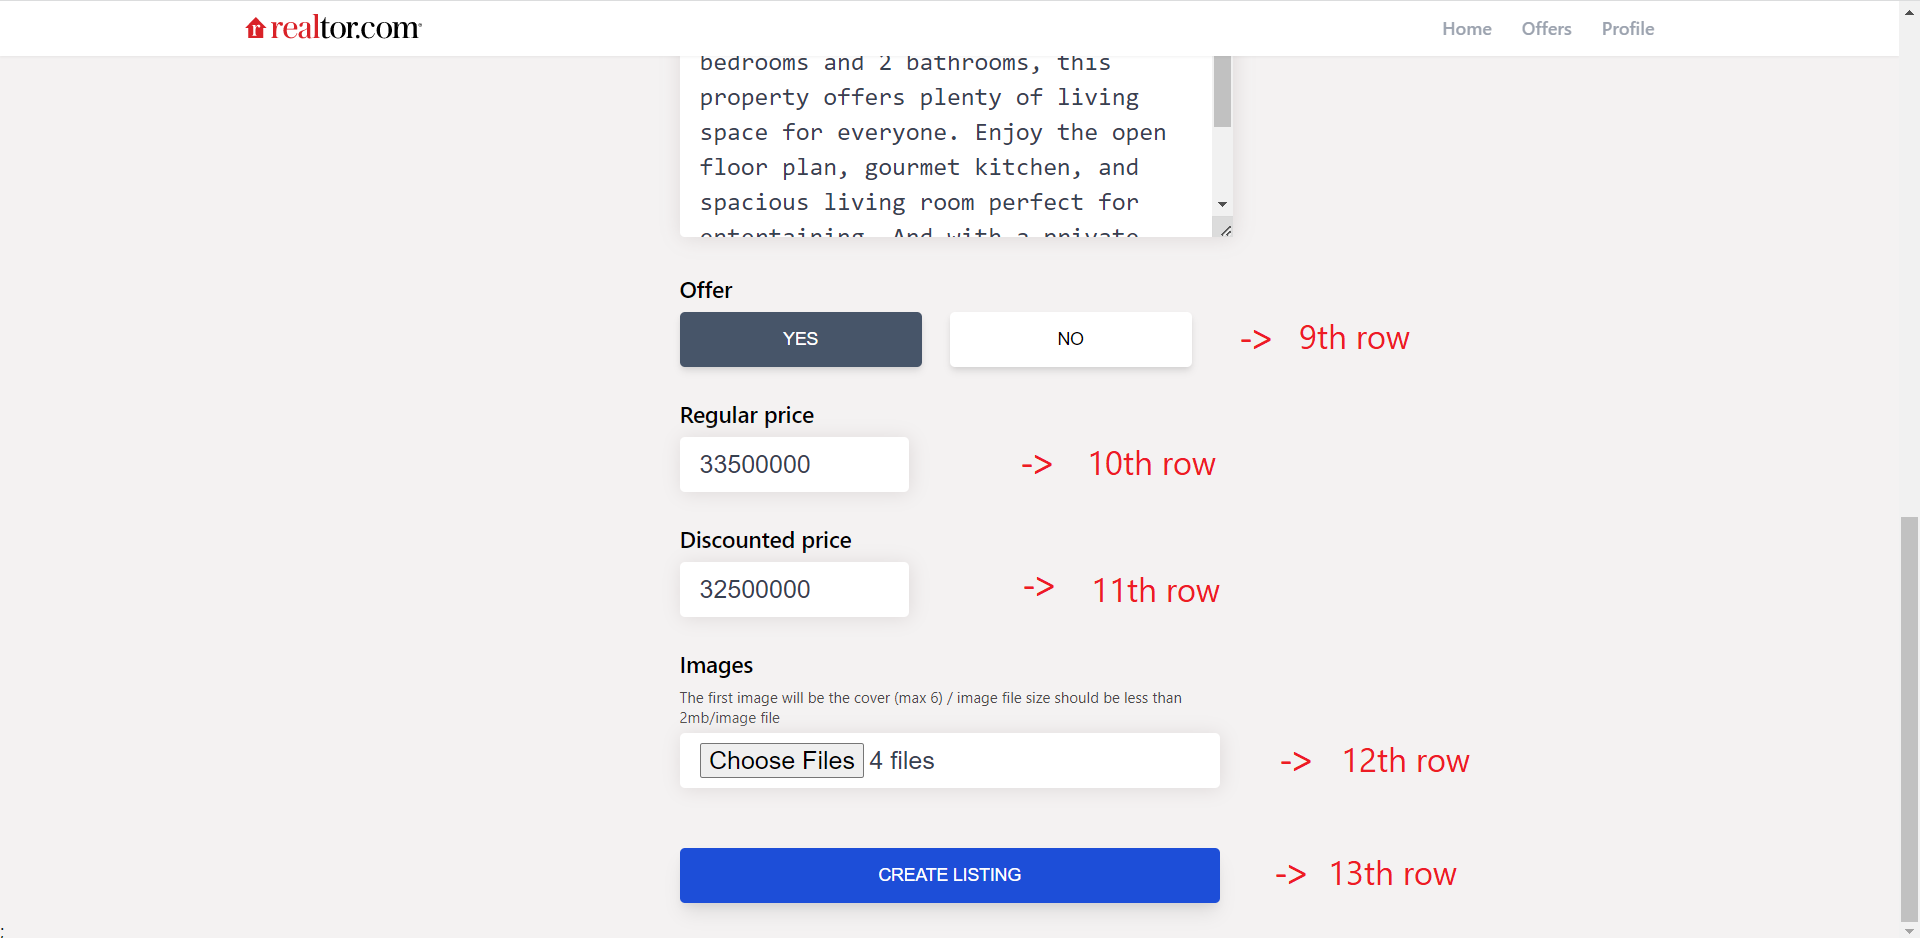 realtor.com
Home Offers Profile
bedrooms and 2 bathrooms, this
property offers plenty of living
space for everyone. Enjoy the open
floor plan, gourmet kitchen, and
spacious living room perfect for
entertaining. And with a private
Offer
YES NO -> 9th row
Regular price
33500000 -> 10th row
Discounted price
32500000 -> 11th row
Images
The first image will be the cover (max 6) / image file size should be less than
2mb/image file
Choose Files 4 files -> 12th row
CREATE LISTING -> 13th row
;